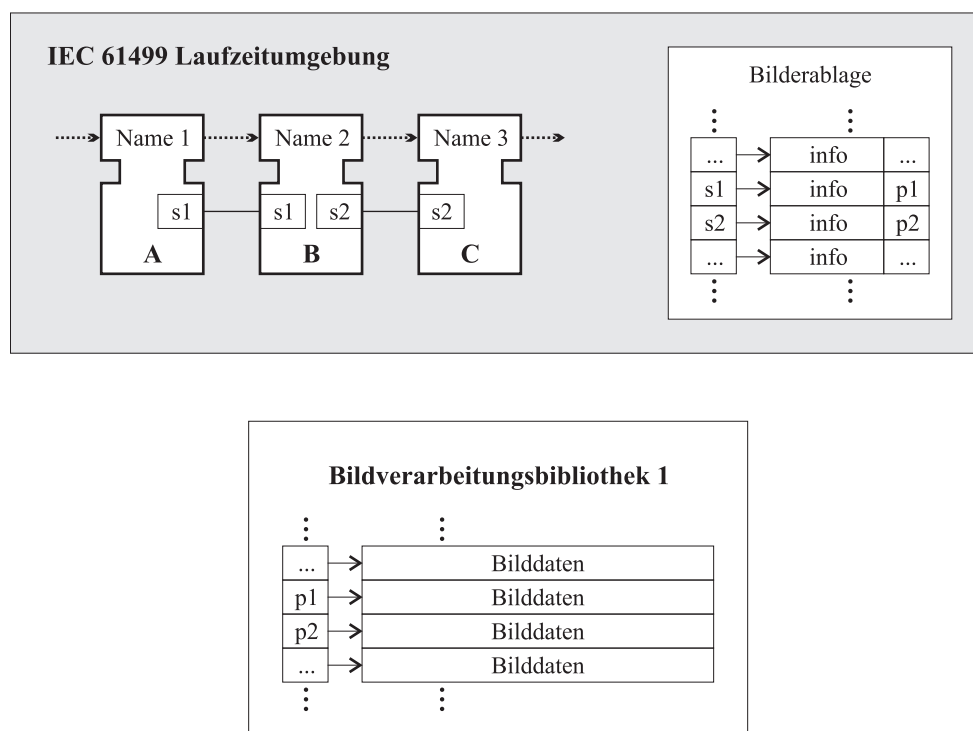 IEC 61499 Laufzeitumgebung
Name 1 Name 2 Name 3
s1 s1 s2 s2
A B C
Bilderablage
... info ...
s1 info p1
s2 info p2
... info ...
Bildverarbeitungsbibliothek 1
... Bilddaten
p1 Bilddaten
p2 Bilddaten
... Bilddaten